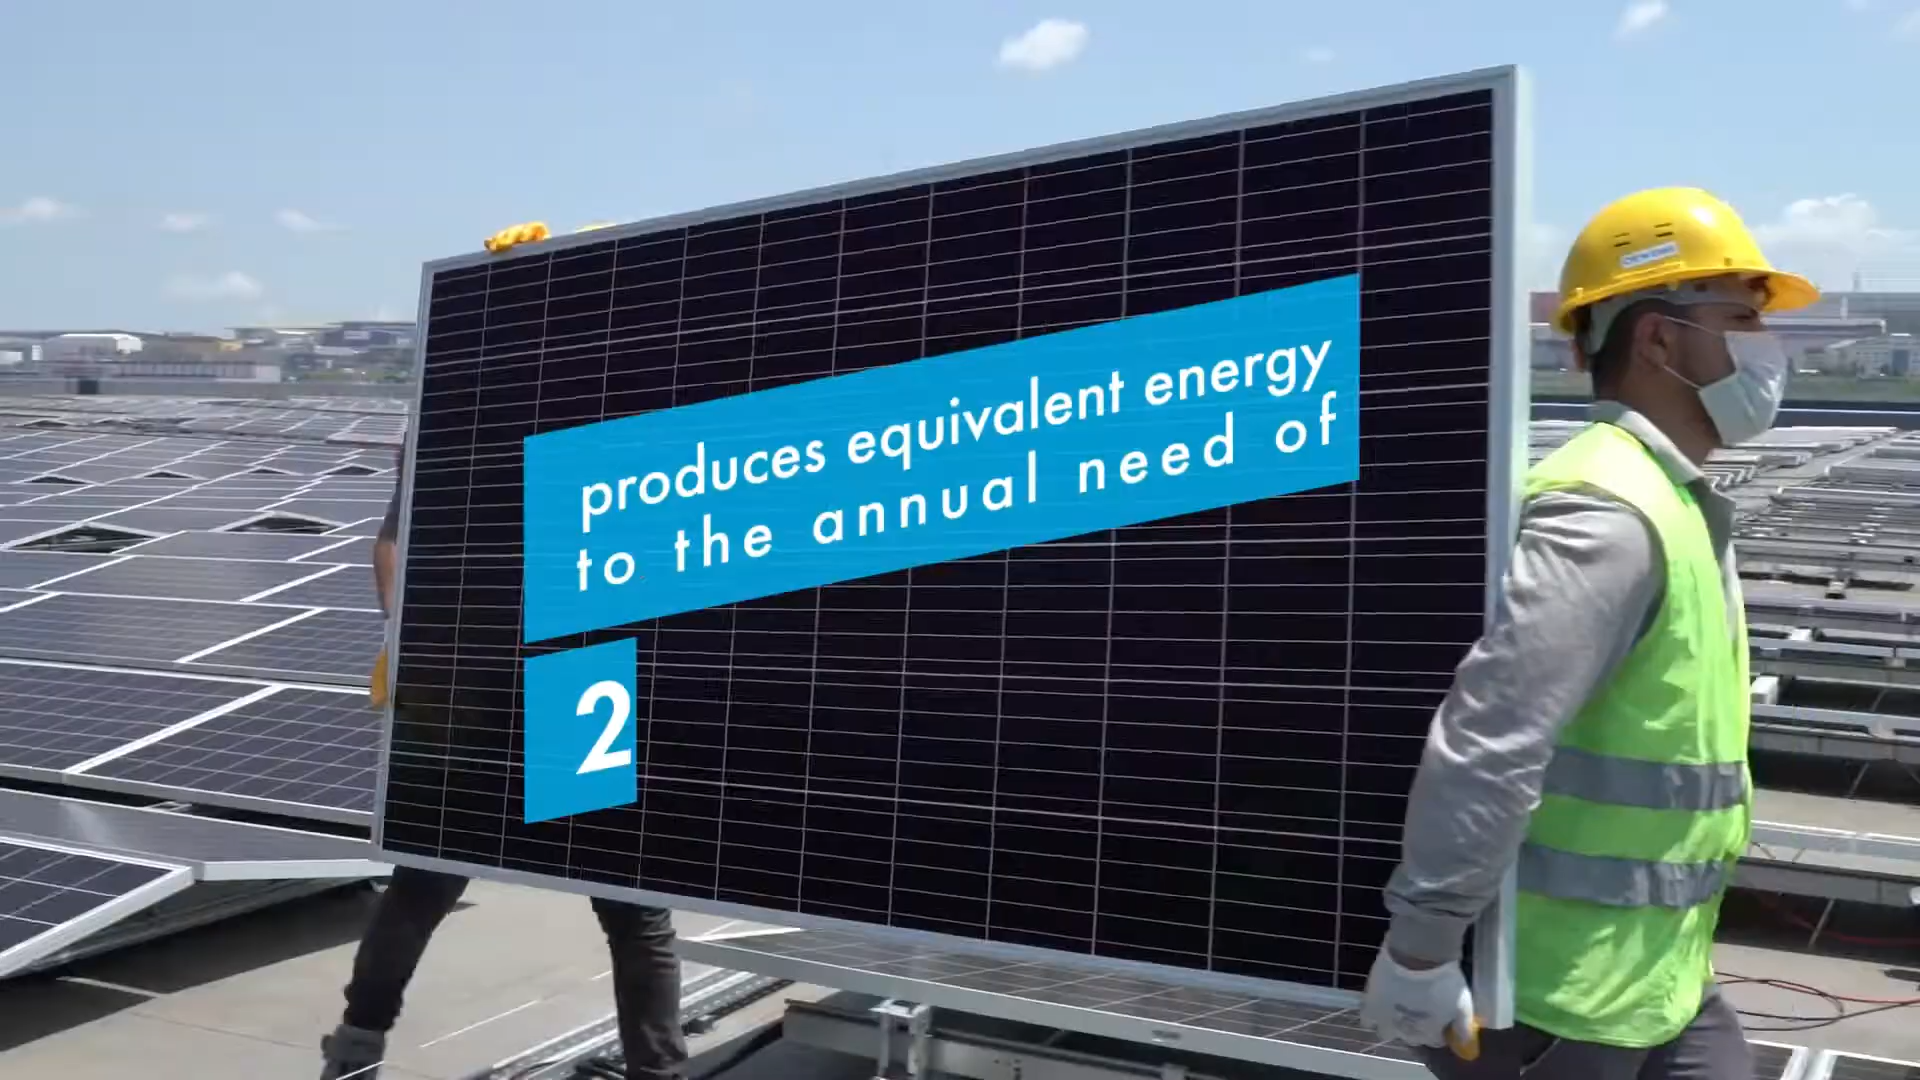 produces equivalent energy
to the annual need of
2